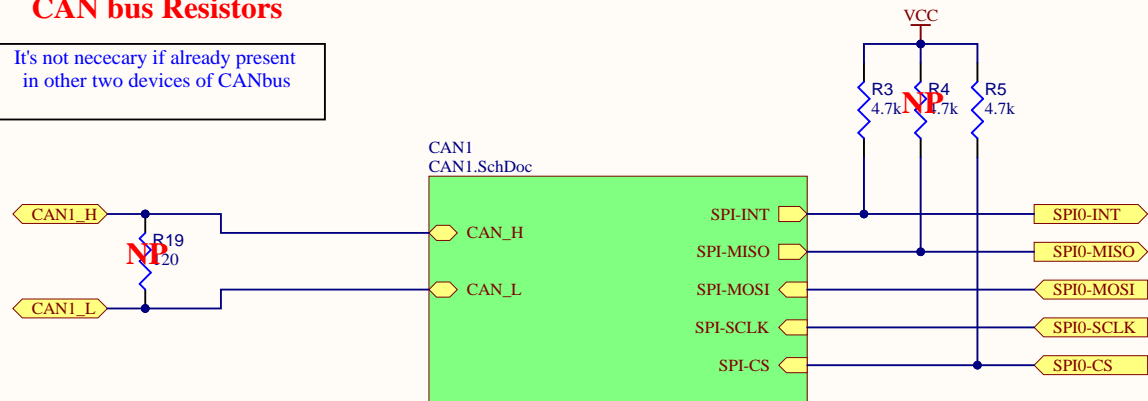 CAN bus Resistors
It's not nececary if already present
in other two devices of CANbus
VCC
R3
4.7k
R4
4.7k
NP
R5
4.7k
CAN1
CAN1.SchDoc
CAN1_H
R19
120
NP
CAN1_L
CAN_H
CAN_L
SPI-INT
SPI-MISO
SPI-MOSI
SPI-SCLK
SPI-CS
SPI0-INT
SPI0-MISO
SPI0-MOSI
SPI0-SCLK
SPI0-CS